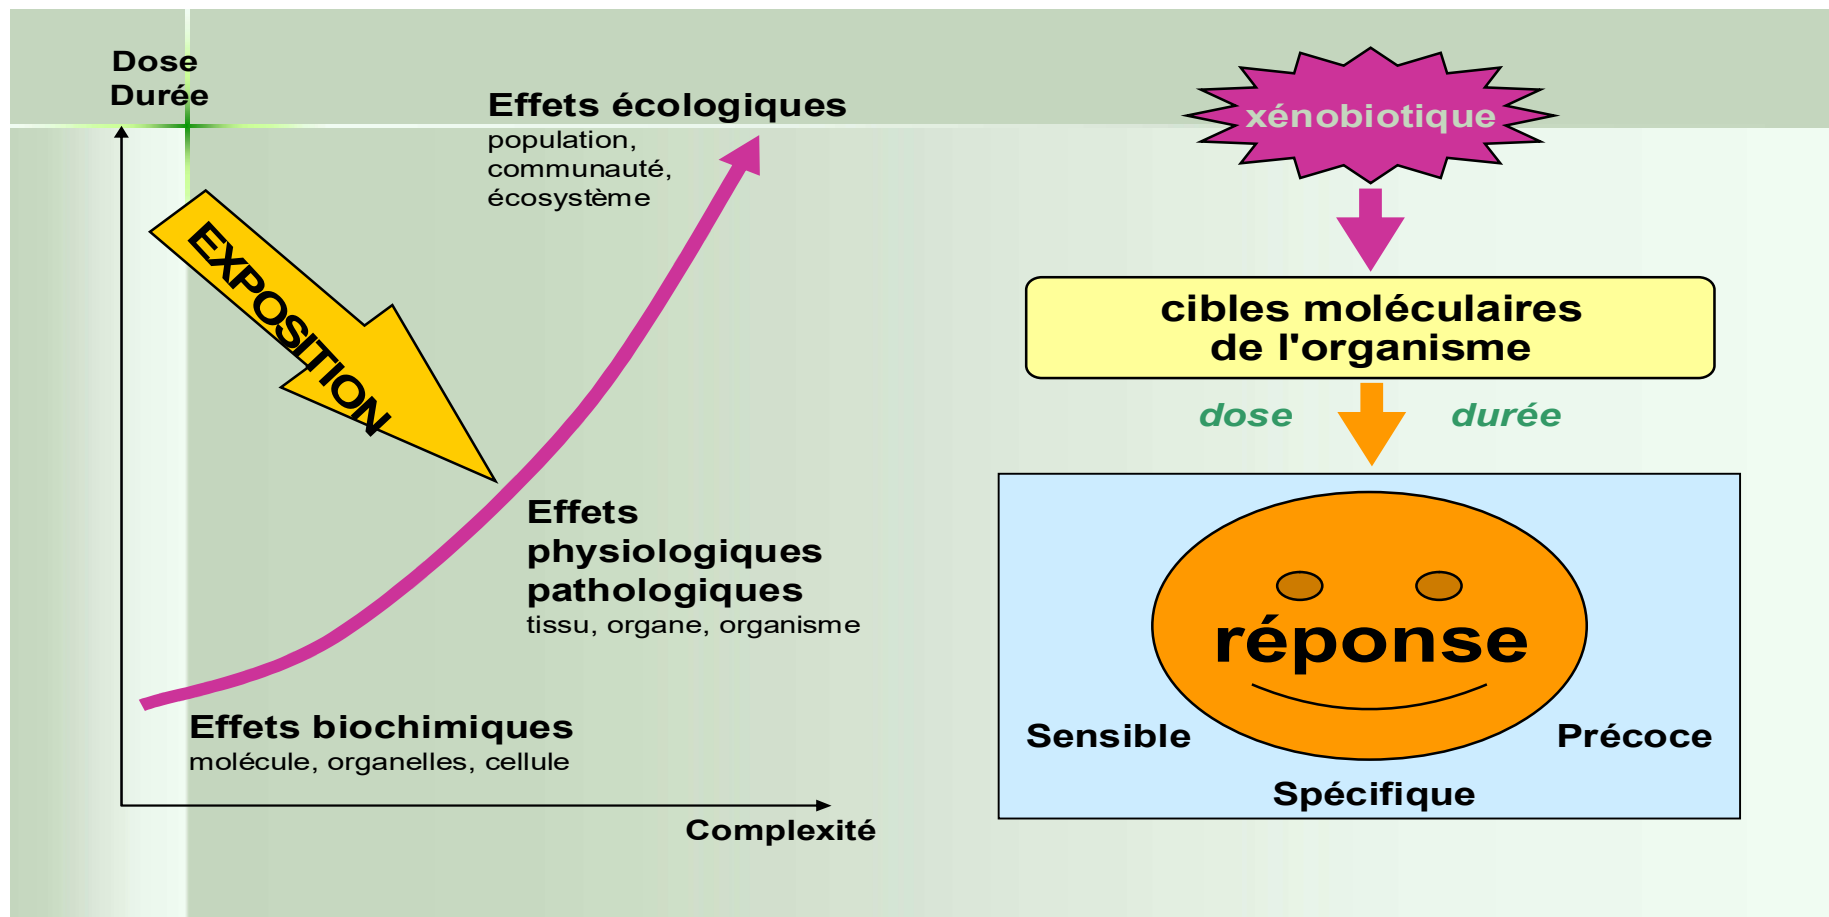 Dose
Durée
Effets écologiques
population,
communauté,
écosystème
EXPOSITION
Effets
physiologiques
pathologiques
tissu, organe, organisme
Effets biochimiques
molécule, organelles, cellule
Complexité
xénobiotique
cibles moléculaires
de l'organisme
dose durée
réponse
Sensible Précoce
Spécifique